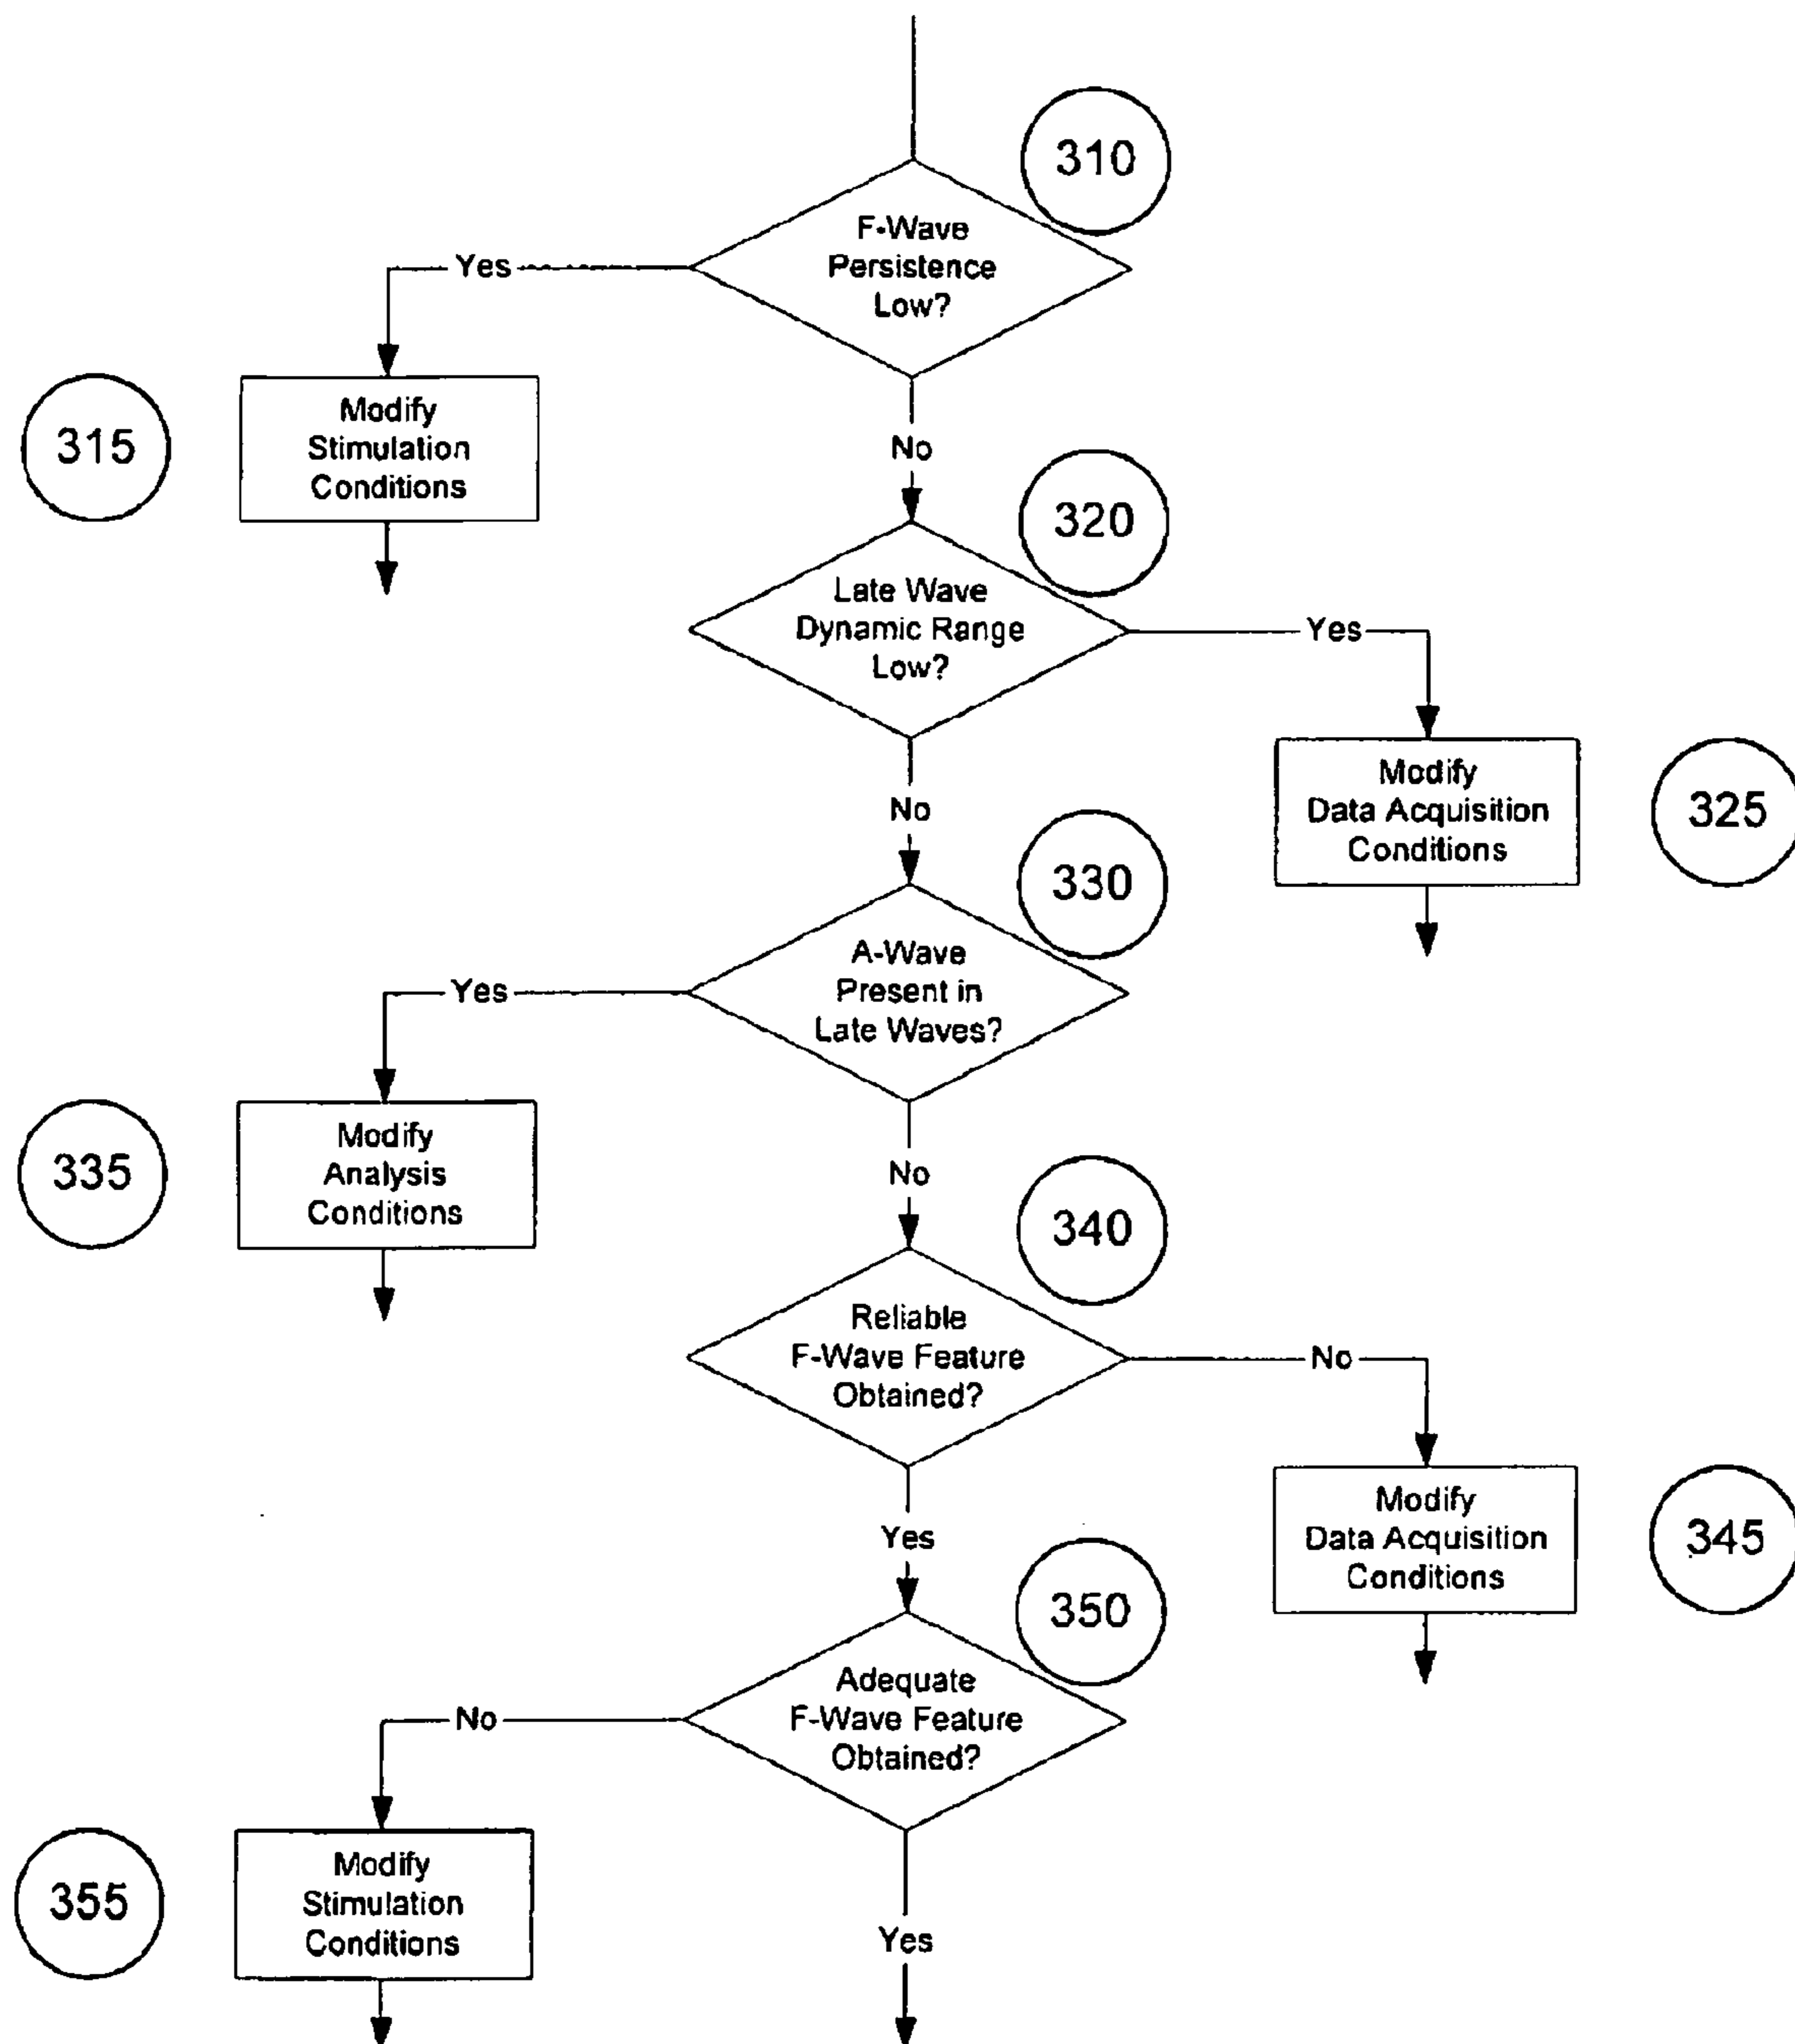 310
F-Wave
Persistence
Low?
Yes
315
Modify
Stimulation
Conditions
No
320
Late Wave
Dynamic Range
Low?
Yes
Modify
Data Acquisition
Conditions
325
No
330
A-Wave
Present in
Late Waves?
Yes
335
Modify
Analysis
Conditions
No
340
Reliable
F-Wave Feature
Obtained?
No
Modify
Data Acquisition
Conditions
345
Yes
350
Adequate
F-Wave Feature
Obtained?
No
355
Modify
Stimulation
Conditions
Yes